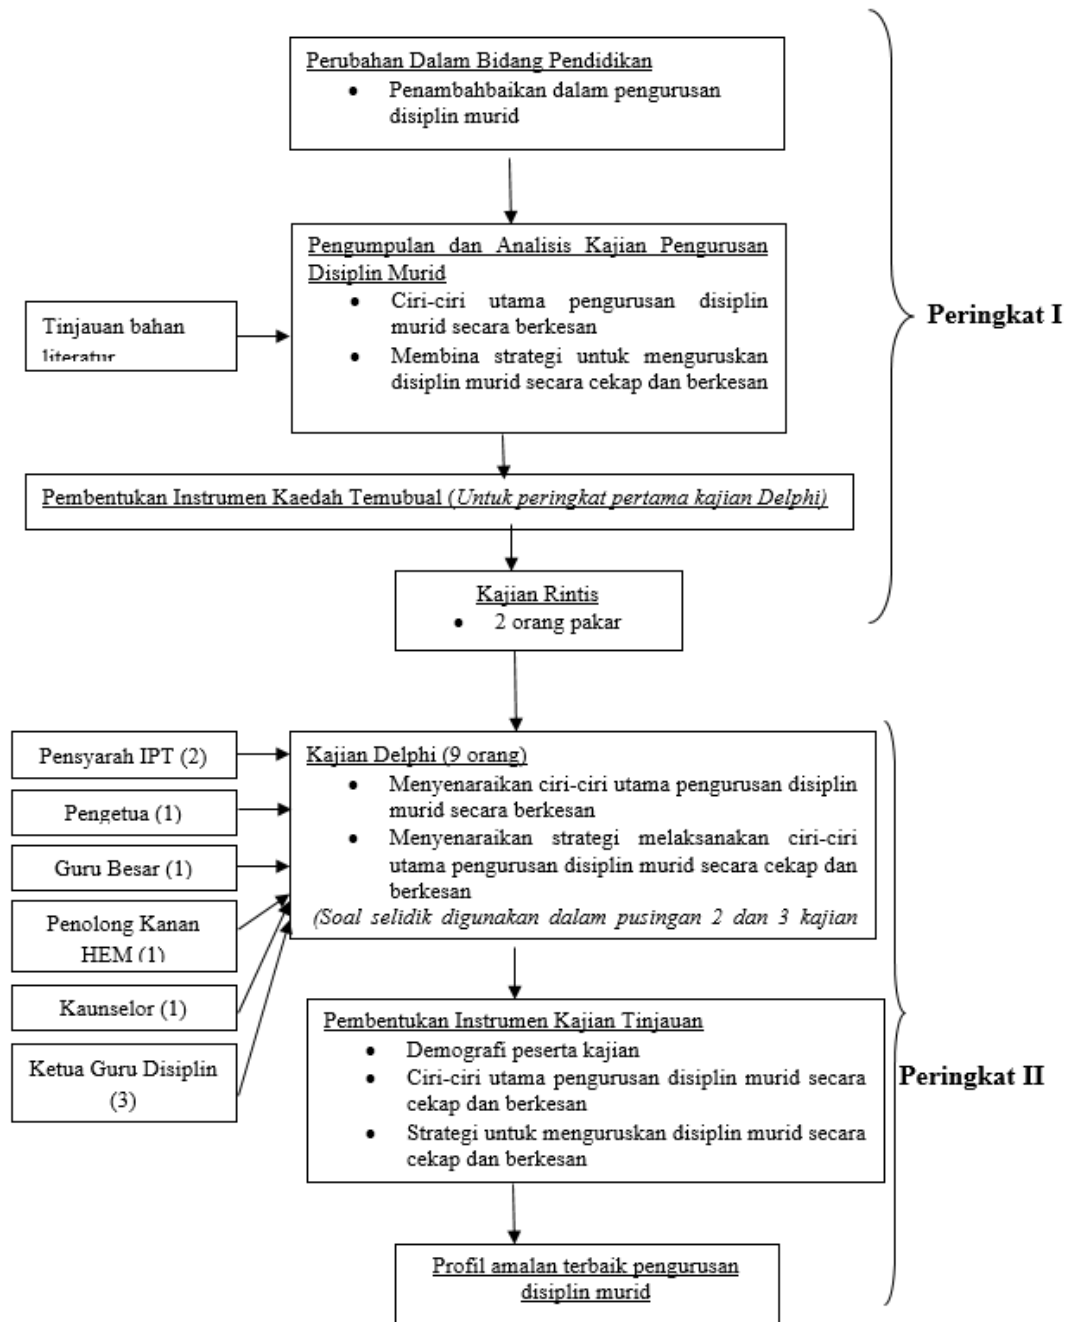 Perubahan Dalam Bidang Pendidikan
• Penambahbaikan dalam pengurusan
disiplin murid
Pengumpulan dan Analisis Kajian Pengurusan
Disiplin Murid
• Ciri-ciri utama pengurusan disiplin
murid secara berkesan
• Membina strategi untuk menguruskan
disiplin murid secara cekap dan berkesan
Tinjauan bahan
literatur
Peringkat I
Pembentukan Instrumen Kaedah Temubual (Untuk peringkat pertama kajian Delphi)
Kajian Rintis
• 2 orang pakar
Pensyarah IPT (2)
Pengetua (1)
Guru Besar (1)
Penolong Kanan
HEM (1)
Kaunselor (1)
Ketua Guru Disiplin
(3)
Kajian Delphi (9 orang)
• Menyenaraikan ciri-ciri utama pengurusan disiplin
murid secara berkesan
• Menyenaraikan strategi melaksanakan ciri-ciri
utama pengurusan disiplin murid secara cekap dan
berkesan
(Soal selidik digunakan dalam pusingan 2 dan 3 kajian
Pembentukan Instrumen Kajian Tinjauan
• Demografi peserta kajian
• Ciri-ciri utama pengurusan disiplin murid secara
cekap dan berkesan
• Strategi untuk menguruskan disiplin murid secara
cekap dan berkesan
Peringkat II
Profil amalan terbaik pengurusan
disiplin murid